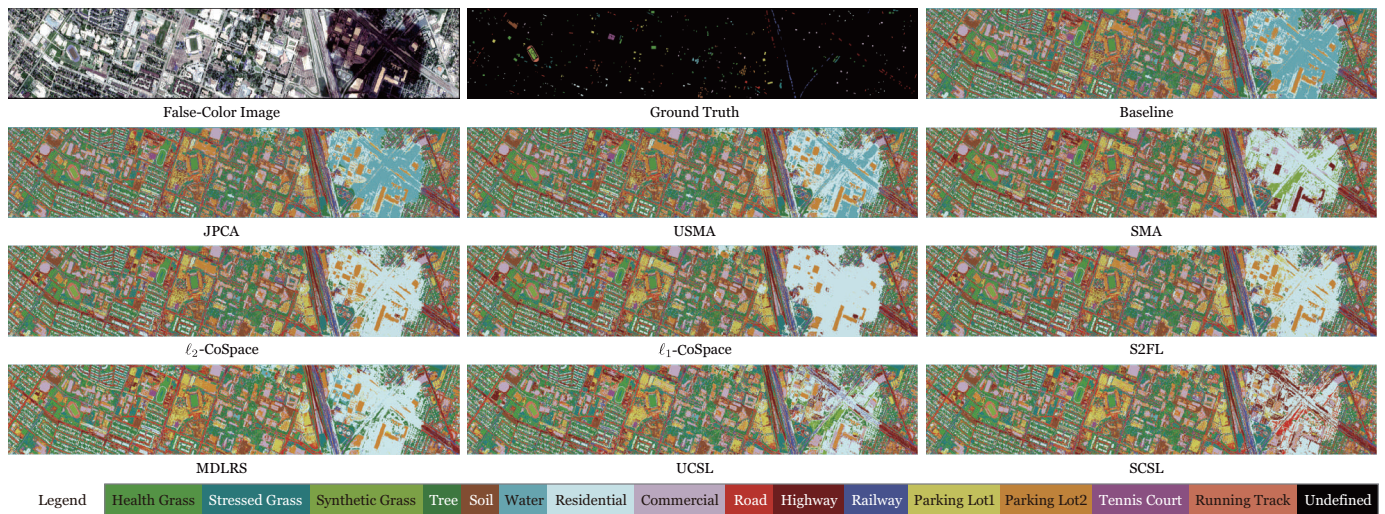 False-Color Image
Ground Truth
Baseline
JPCA
USMA
SMA
ℓ₂-CoSpace
ℓ₁-CoSpace
S2FL
MDLRS
UCSL
SCSL
Legend Health Grass Stressed Grass Synthetic Grass Tree Soil Water Residential Commercial Road Highway Railway Parking Lot1 Parking Lot2 Tennis Court Running Track Undefined